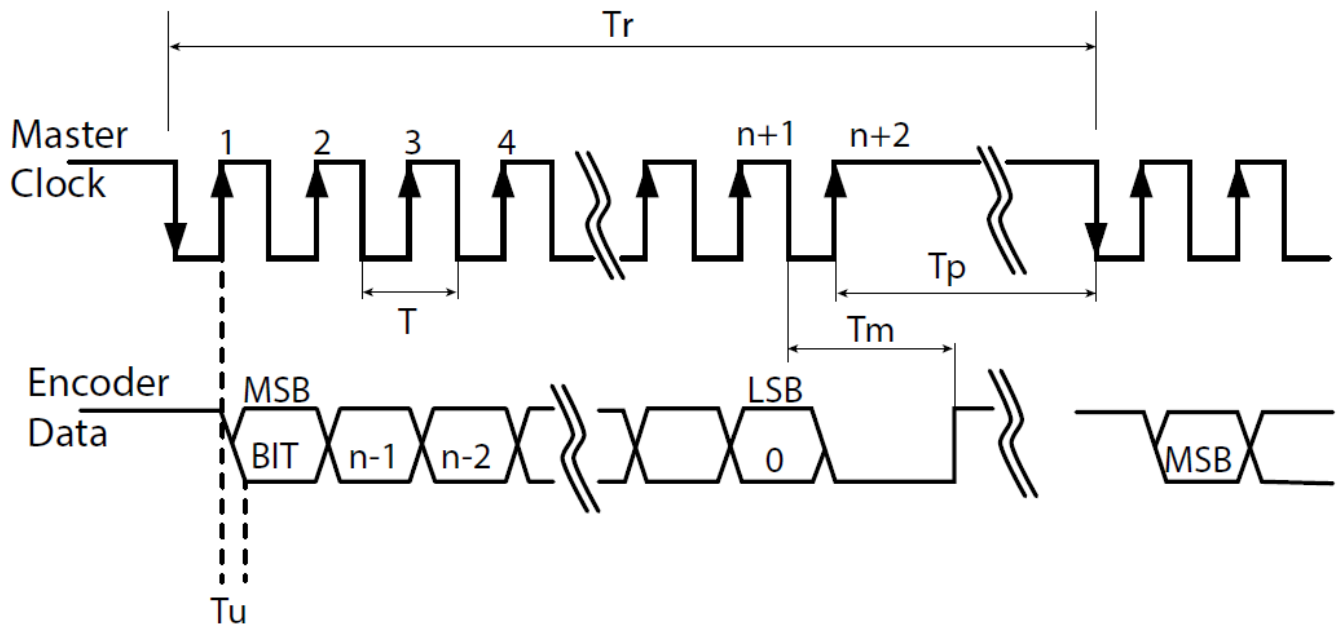 Tr
Master Clock
1 2 3 4 n+1 n+2
T
Tp
Tm
Encoder Data
MSB LSB
BIT n-1 n-2 0 MSB
Tu